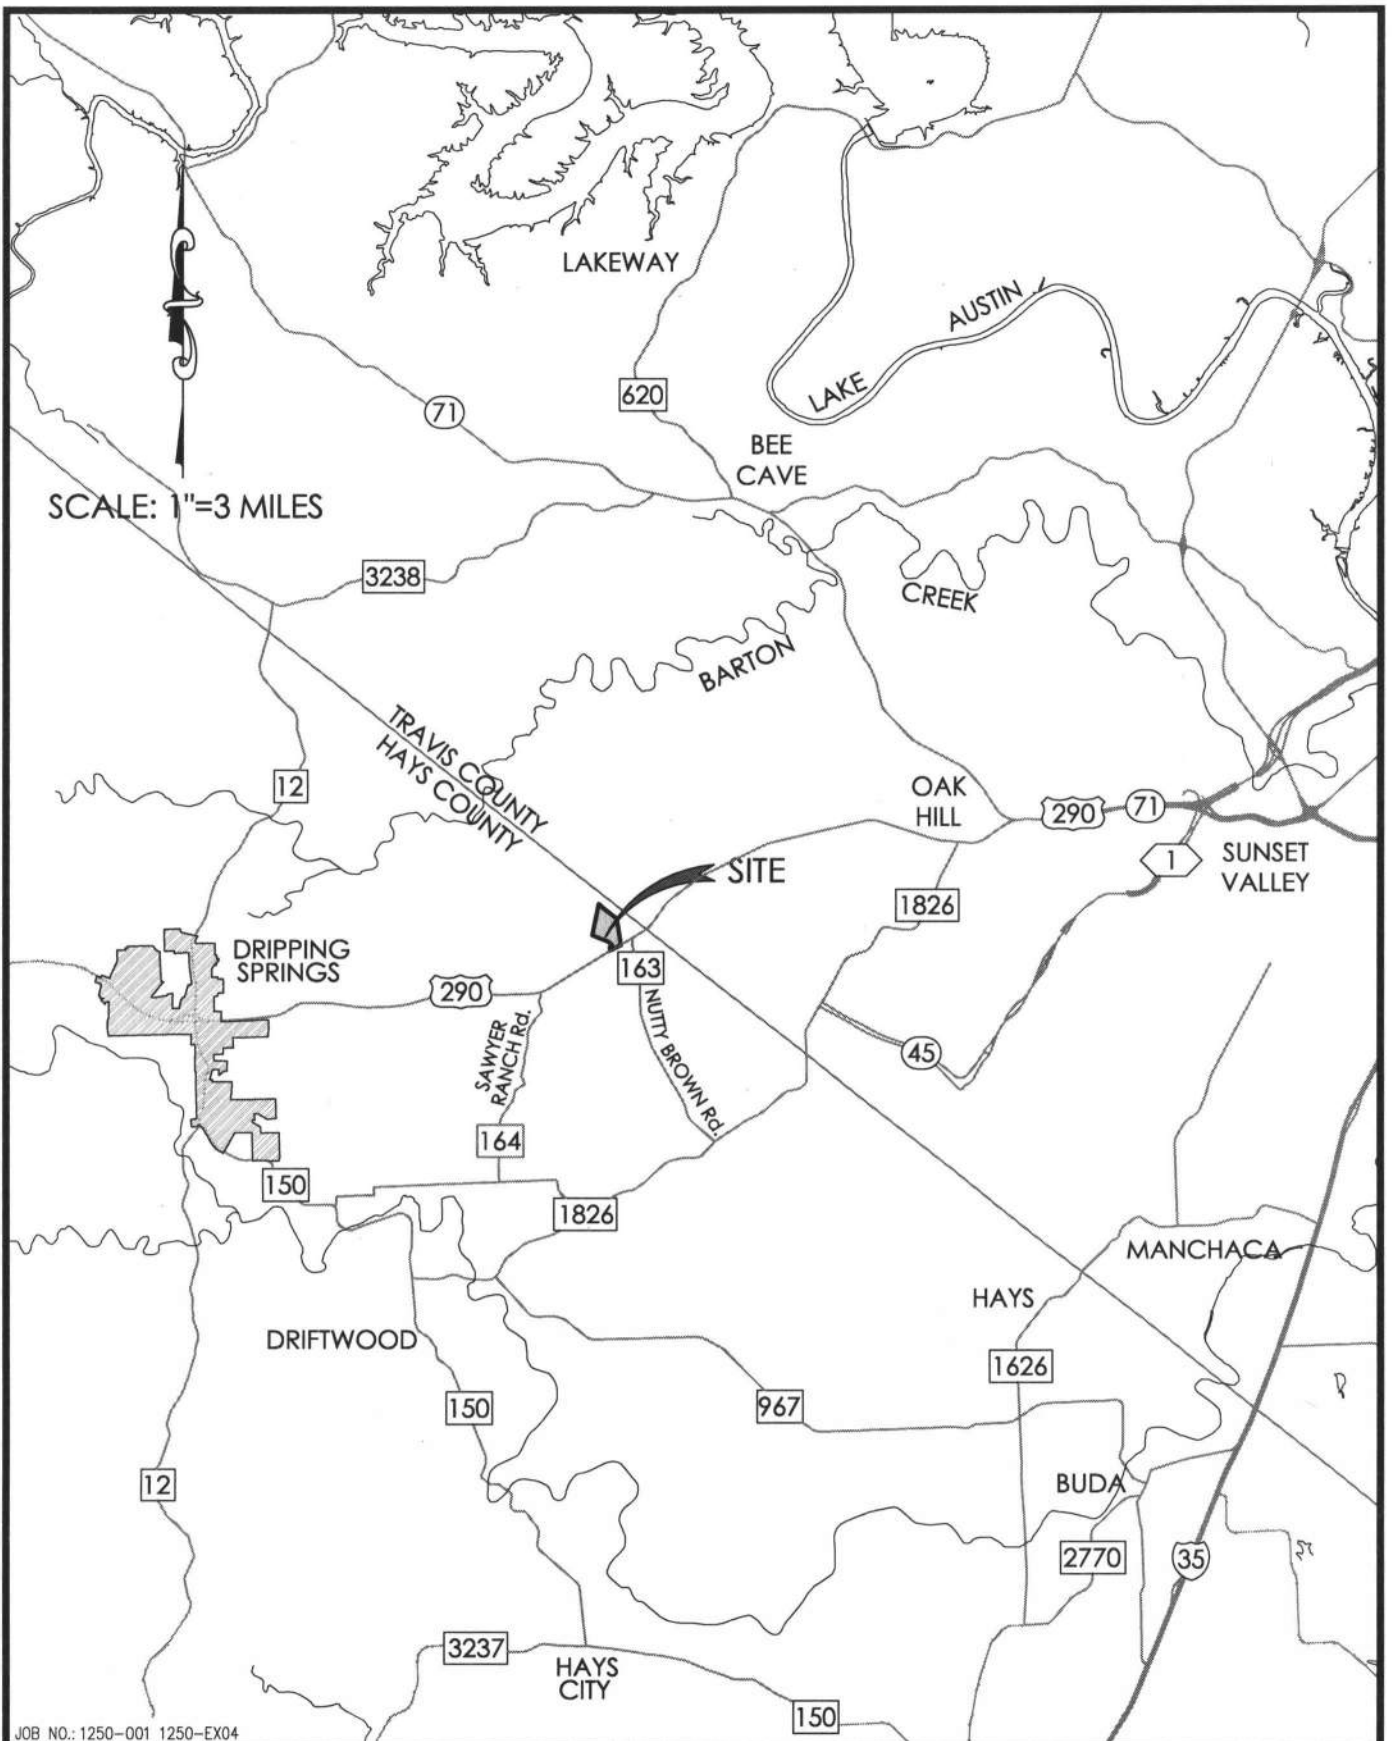 LAKEWAY
LAKE AUSTIN
620
71
BEE
CAVE
SCALE: 1"=3 MILES
3238
CREEK
BARTON
TRAVIS COUNTY
HAYS COUNTY
12
OAK
HILL
290
71
1
SUNSET
VALLEY
SITE
1826
DRIPPING
SPRINGS
163
290
NUTTY BROWN Rd.
SAWYER
RANCH Rd.
45
164
150
1826
MANCHACA
HAYS
DRIFTWOOD
1626
150
967
12
BUDA
2770
35
3237
HAYS
CITY
150
JOB NO.: 1250-001 1250-EX04